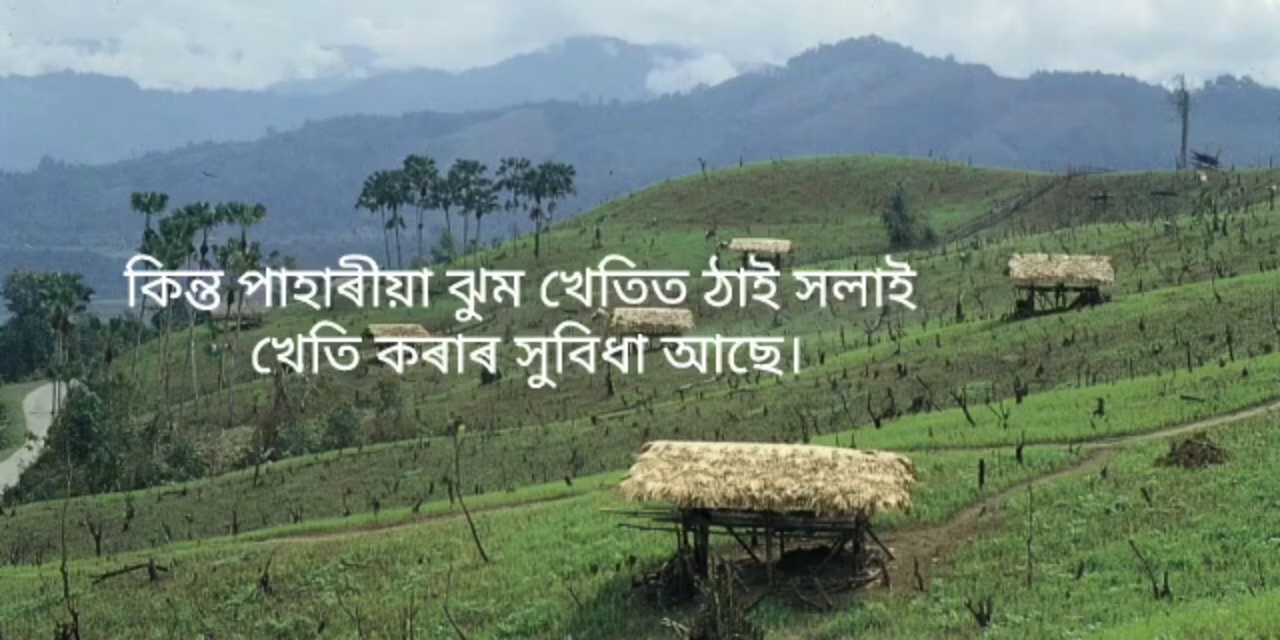 কিন্ত পাহাৰীয়া ঝুম খেতিত ঠাই সলাই
খেতি কৰাৰ সুবিধা আছে।